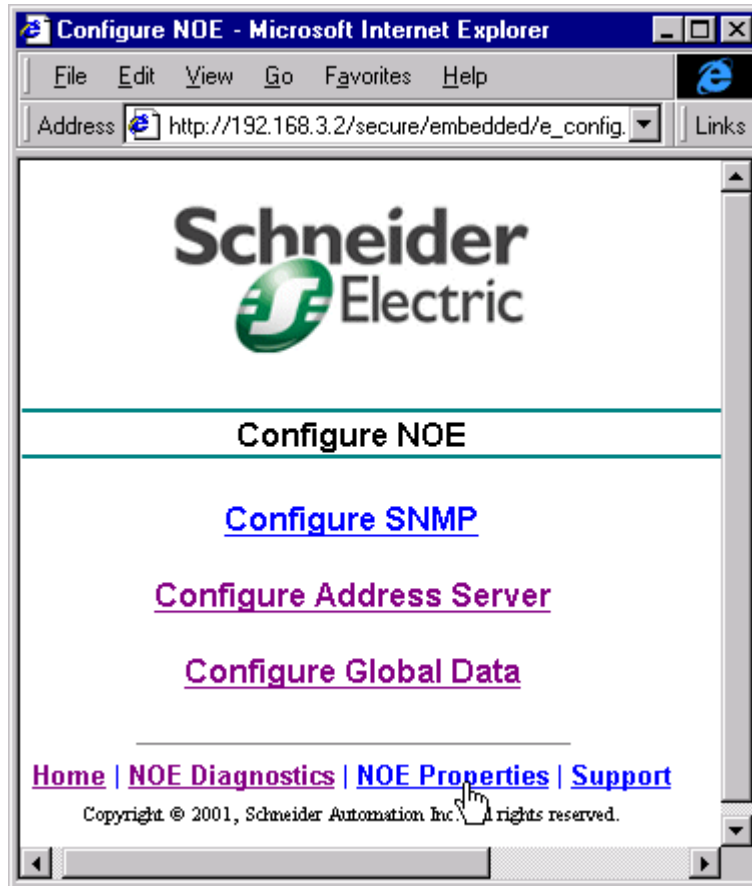 Configure NOE - Microsoft Internet Explorer
File Edit View Go Favorites Help
Address http://192.168.3.2/secure/embedded/e_config. Links
Schneider
Electric
Configure NOE
Configure SNMP
Configure Address Server
Configure Global Data
Home | NOE Diagnostics | NOE Properties | Support
Copyright © 2001, Schneider Automation Inc. rights reserved.